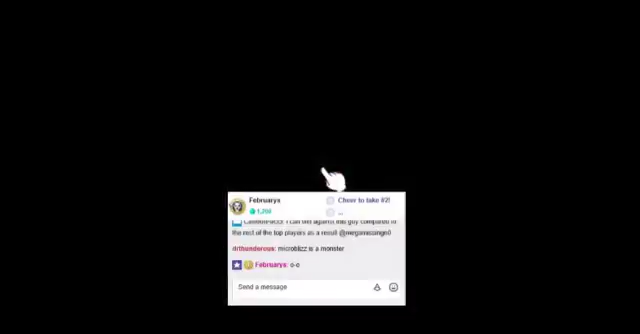 Februarys
1,200
Cheer to take #2!
...
I can bet against that guy compared to
the rest of the top players as a result
drthunderous: microblizz is a monster
Februarys: o-o
Send a message